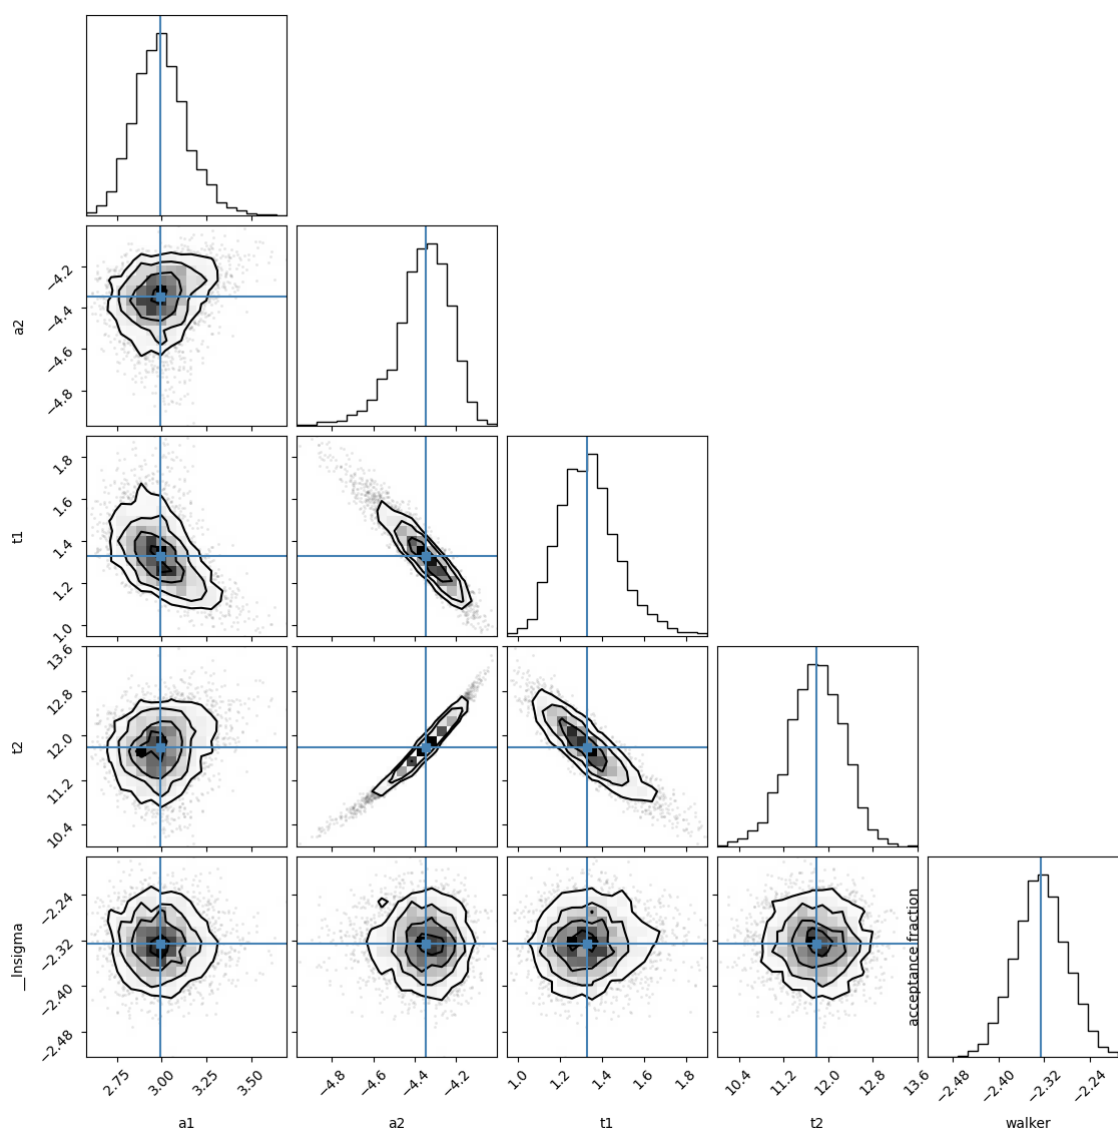 a2
−4.2
−4.4
−4.6
−4.8
t1
1.8
1.6
1.4
1.2
1.0
t2
13.6
12.8
12.0
11.2
10.4
__lnsigma
−2.24
−2.32
−2.40
−2.48
acceptance fraction
2.75 3.00 3.25 3.50
−4.8 −4.6 −4.4 −4.2
1.0 1.2 1.4 1.6 1.8
10.4 11.2 12.0 12.8 13.6
−2.48 −2.40 −2.32 −2.24
a1 a2 t1 t2 walker